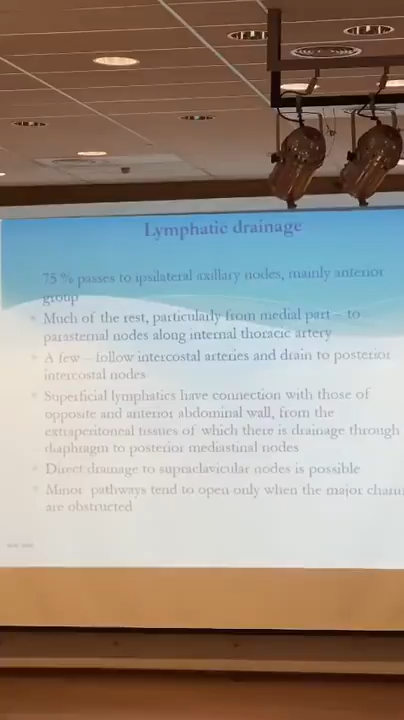 Lymphatic drainage
75 % passes to ipsilateral axillary nodes, mainly anterior
group
Much of the rest, particularly from medial part – to
parasternal nodes along internal thoracic artery
A few – follow intercostal arteries and drain to posterior
intercostal nodes
Superficial lymphatics have connection with those of
opposite and anterior abdominal wall, from the
extraperitoneal tissues of which there is drainage through
diaphragm to posterior mediastinal nodes
Direct drainage to supraclavicular nodes is possible
Minor pathways tend to open only when the major
are obstructed